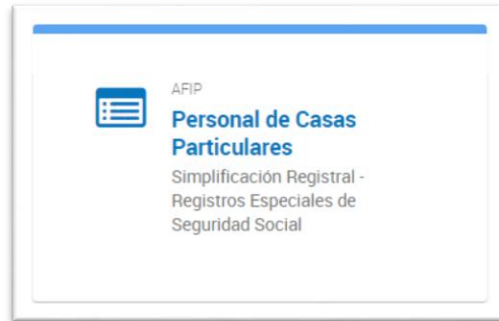 AFIP
Personal de Casas
Particulares
Simplificación Registral -
Registros Especiales de
Seguridad Social